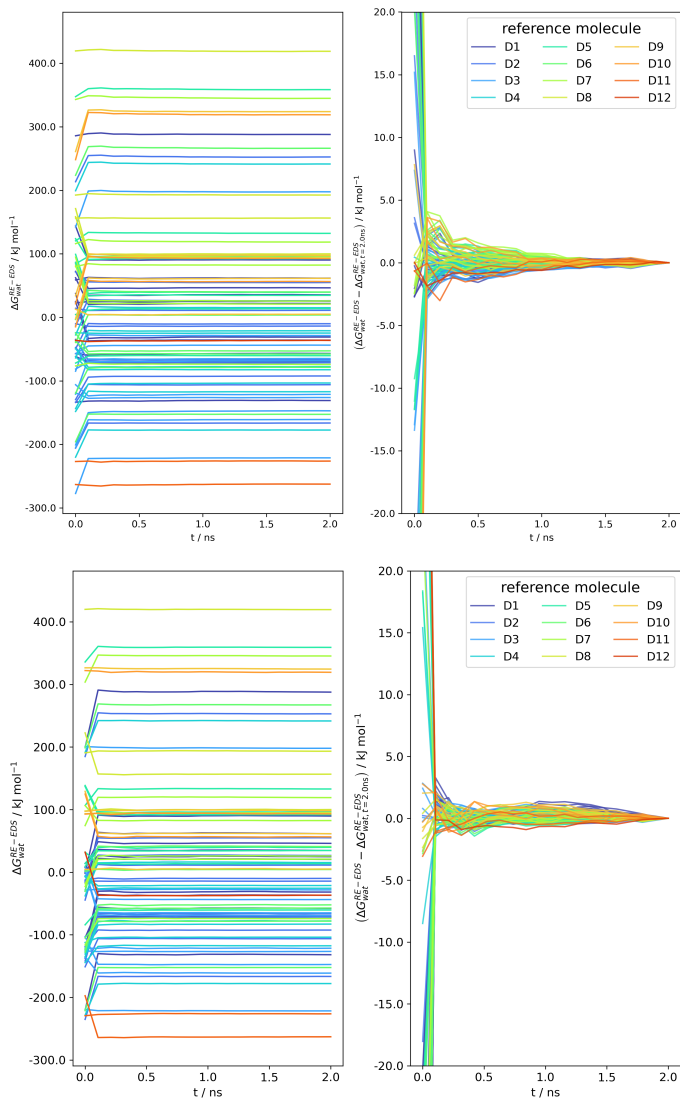 400.0
300.0
200.0
100.0
0.0
-100.0
-200.0
-300.0
0.0 0.5 1.0 1.5 2.0
t / ns
ΔG_{wat}^{RE−EDS} / kJ mol⁻¹
20.0
15.0
10.0
5.0
0.0
-5.0
-10.0
-15.0
-20.0
0.0 0.5 1.0 1.5 2.0
t / ns
(ΔG_{wat}^{RE−EDS} − ΔG_{wat, t=2.0ns}^{RE−EDS}) / kJ mol⁻¹
reference molecule
D1 D5 D9
D2 D6 D10
D3 D7 D11
D4 D8 D12
400.0
300.0
200.0
100.0
0.0
-100.0
-200.0
-300.0
0.0 0.5 1.0 1.5 2.0
t / ns
ΔG_{wat}^{RE−EDS} / kJ mol⁻¹
20.0
15.0
10.0
5.0
0.0
-5.0
-10.0
-15.0
-20.0
0.0 0.5 1.0 1.5 2.0
t / ns
(ΔG_{wat}^{RE−EDS} − ΔG_{wat, t=2.0ns}^{RE−EDS}) / kJ mol⁻¹
reference molecule
D1 D5 D9
D2 D6 D10
D3 D7 D11
D4 D8 D12